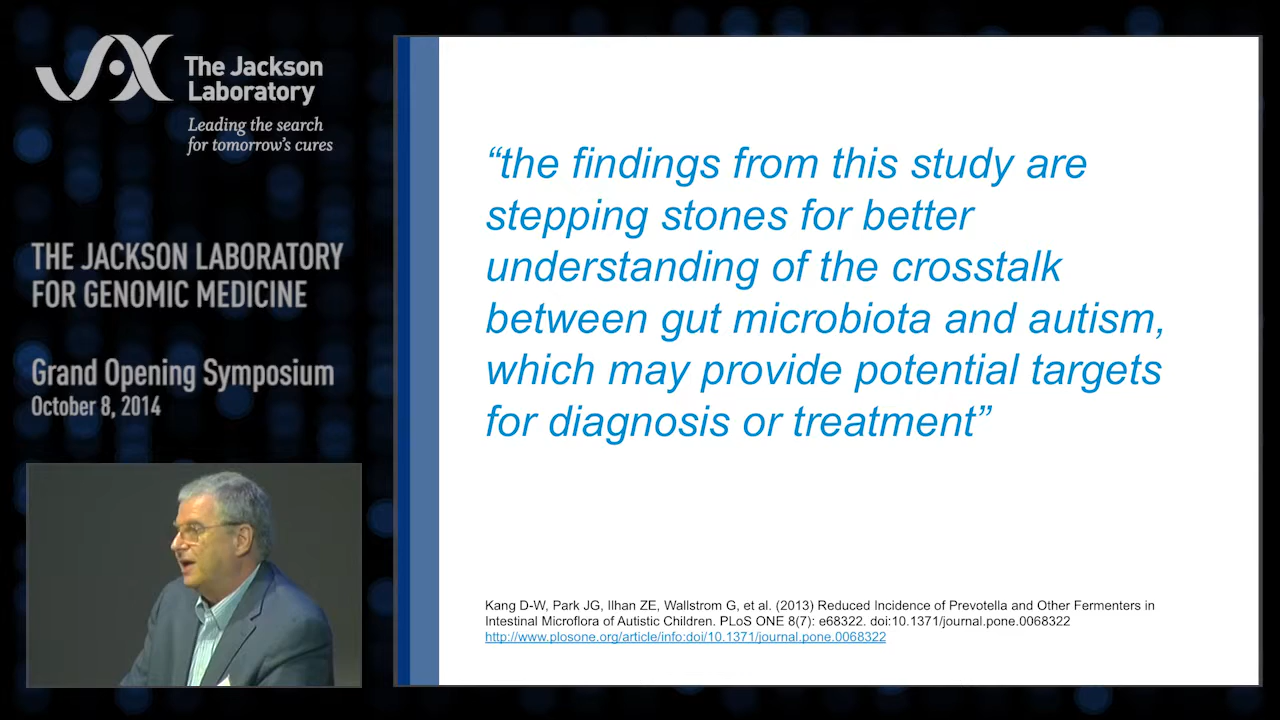 JAX
The Jackson
Laboratory
Leading the search
for tomorrow's cures
THE JACKSON LABORATORY
FOR GENOMIC MEDICINE
Grand Opening Symposium
October 8, 2014
“the findings from this study are
stepping stones for better
understanding of the crosstalk
between gut microbiota and autism,
which may provide potential targets
for diagnosis or treatment”
Kang D-W, Park JG, Ilhan ZE, Wallstrom G, et al. (2013) Reduced Incidence of Prevotella and Other Fermenters in
Intestinal Microflora of Autistic Children. PLoS ONE 8(7): e68322. doi:10.1371/journal.pone.0068322
http://www.plosone.org/article/info:doi/10.1371/journal.pone.0068322